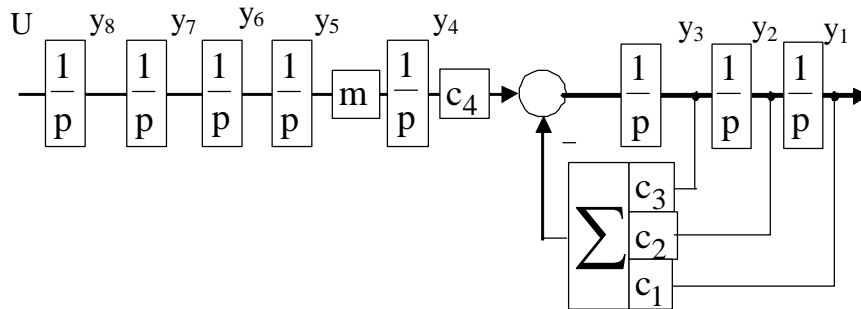 U y₈ y₇ y₆ y₅ y₄ y₃ y₂ y₁
1 1 1 1 1 1 1 1
m c₄
p p p p p p p p
−
c₃
∑ c₂
c₁